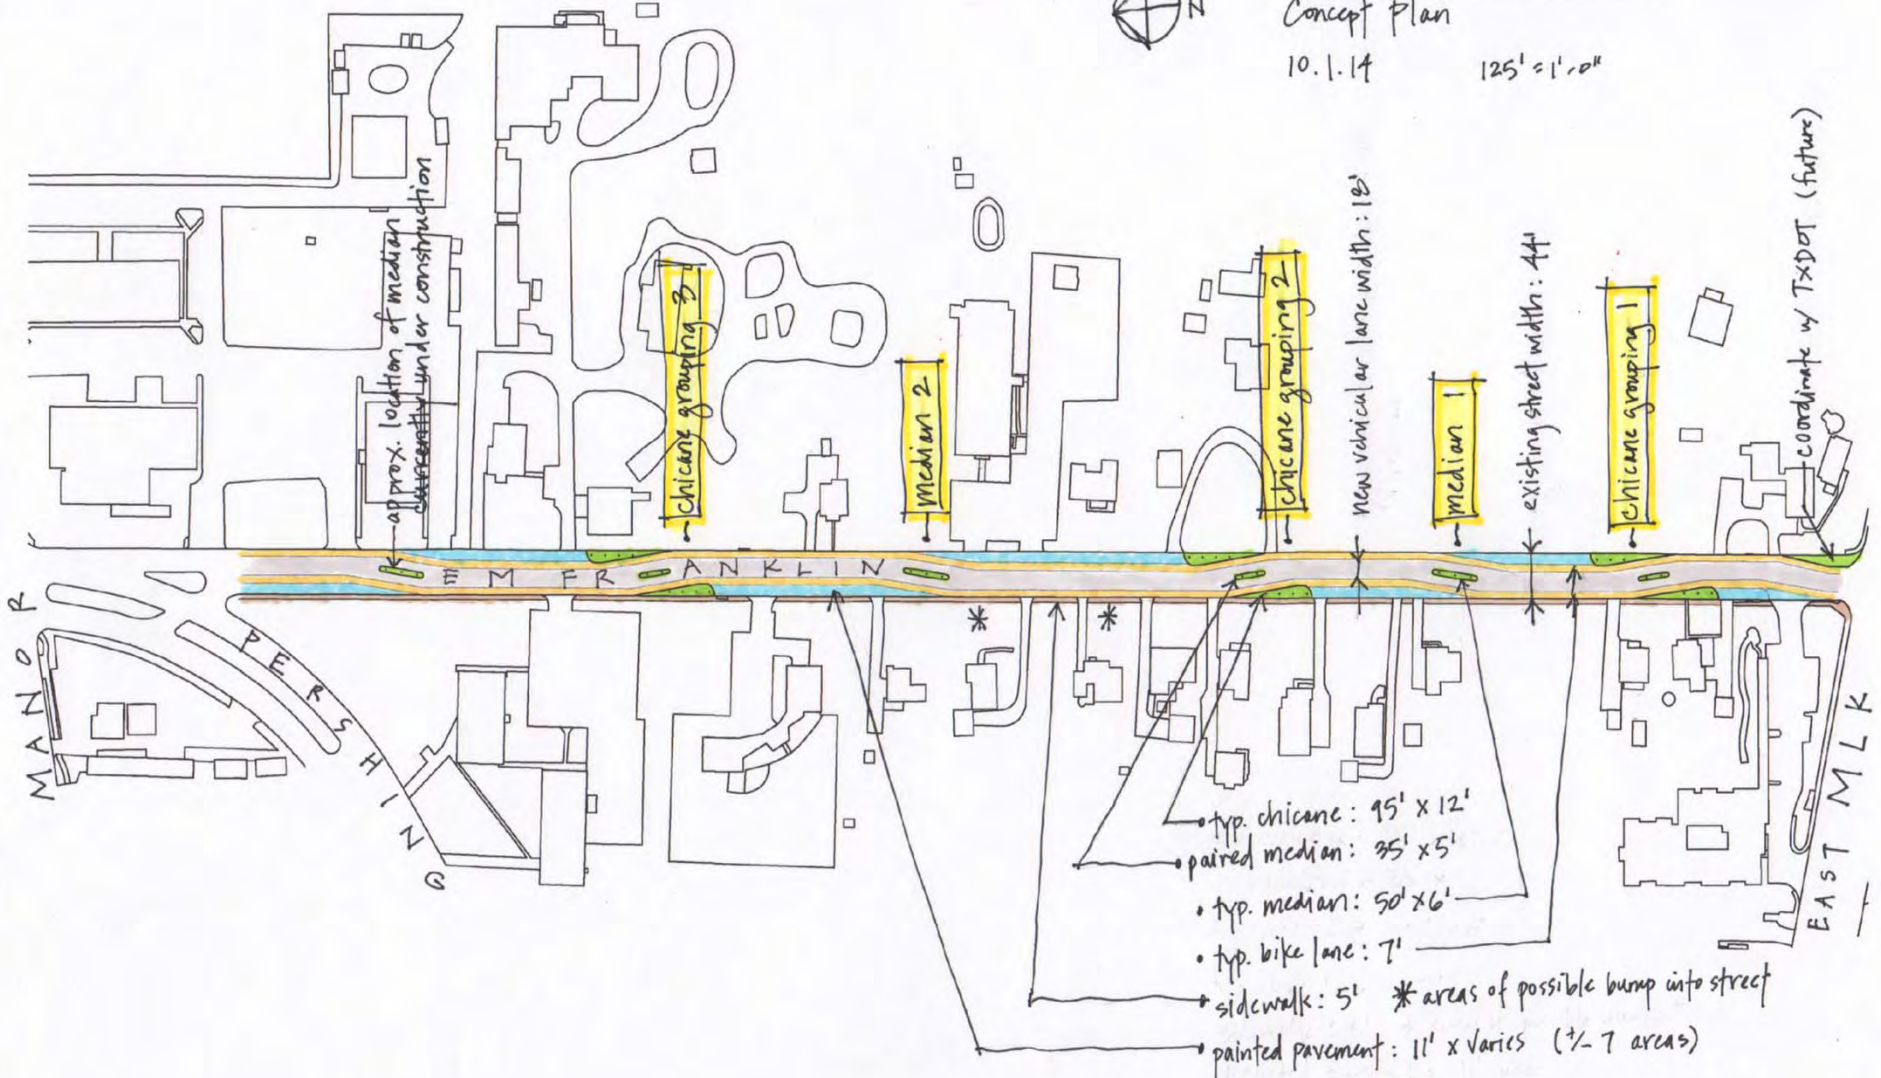 N
Concept plan
10.1.14
125' = 1'-0"
coordinate w/ TxDOT (future)
approx. location of median
currently under construction
chicane grouping 3
median 2
chicane grouping 2
new vehicular lane width: 18'
median 1
existing street width: 44'
chicane grouping 1
EM FRANKLIN
MANOR
PERSHING
EAST MLK
* *
• typ. chicane: 95' x 12'
• paired median: 35' x 5'
• typ. median: 50' x 6'
• typ. bike lane: 7'
• sidewalk: 5' * areas of possible bump into street
• painted pavement: 11' x varies (+/- 7 areas)